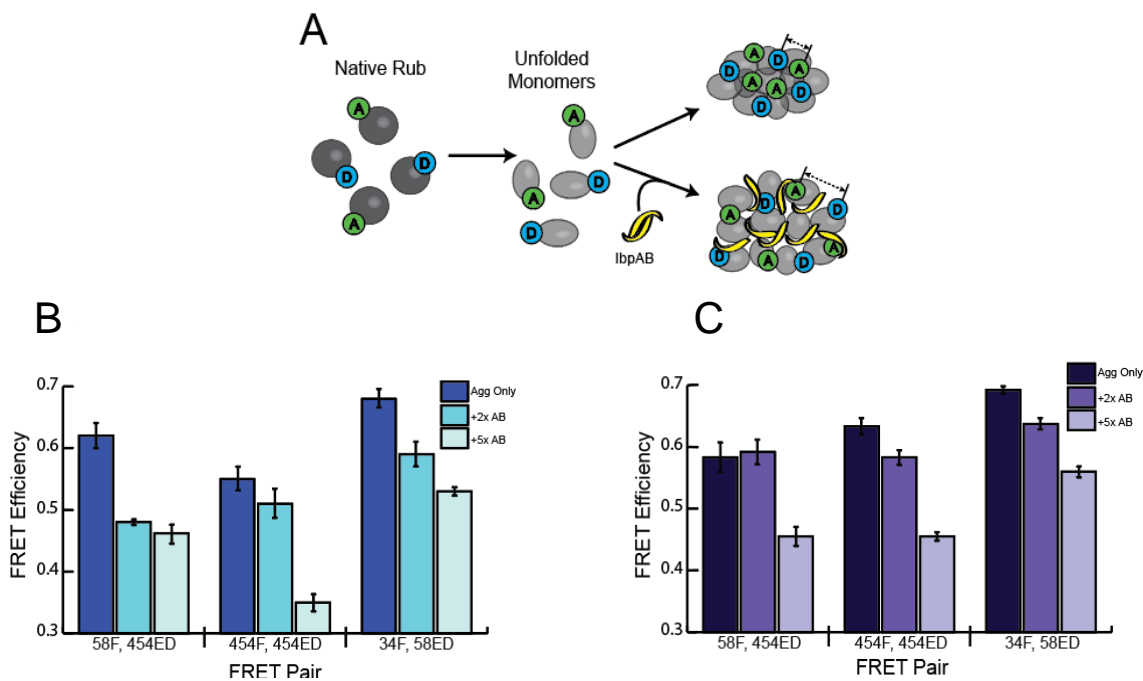 A
Native Rub
Unfolded
Monomers
A
D
D
A
A
A
D
D
IbpAB
A
D
D
A
A
A
D
D
A
D
D
A
D
A
A
D
B
FRET Efficiency
0.7
0.6
0.5
0.4
0.3
Agg Only
+2x AB
+5x AB
58F, 454ED
454F, 454ED
34F, 58ED
FRET Pair
C
FRET Efficiency
0.7
0.6
0.5
0.4
0.3
Agg Only
+2x AB
+5x AB
58F, 454ED
454F, 454ED
34F, 58ED
FRET Pair